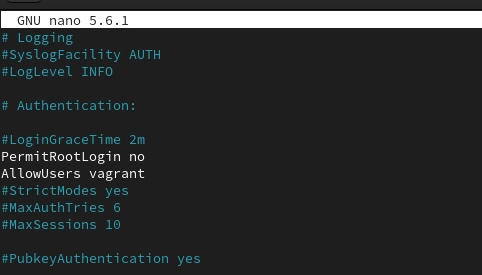 GNU nano 5.6.1
# Logging
#SyslogFacility AUTH
#LogLevel INFO
# Authentication:
#LoginGraceTime 2m
PermitRootLogin no
AllowUsers vagrant
#StrictModes yes
#MaxAuthTries 6
#MaxSessions 10
#PubkeyAuthentication yes